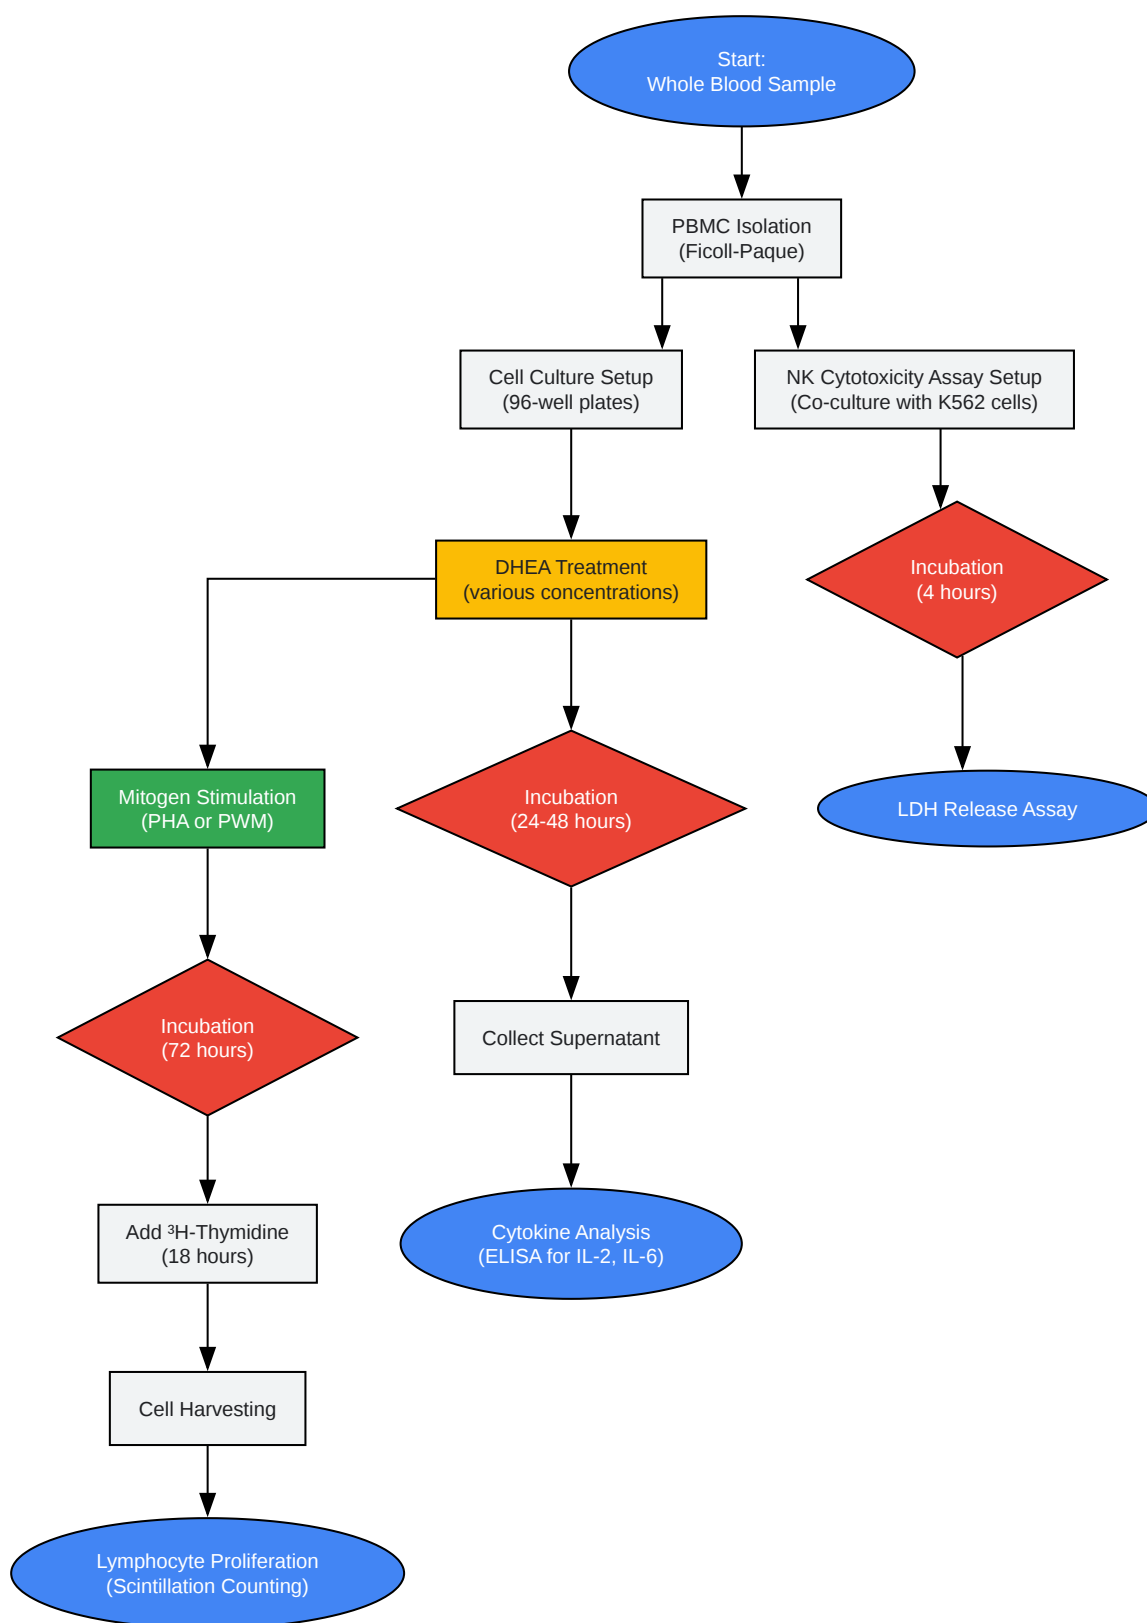 Start:
Whole Blood Sample
PBMC Isolation
(Ficoll-Paque)
Cell Culture Setup
(96-well plates)
NK Cytotoxicity Assay Setup
(Co-culture with K562 cells)
DHEA Treatment
(various concentrations)
Incubation
(4 hours)
Mitogen Stimulation
(PHA or PWM)
Incubation
(24-48 hours)
LDH Release Assay
Incubation
(72 hours)
Collect Supernatant
Add ³H-Thymidine
(18 hours)
Cytokine Analysis
(ELISA for IL-2, IL-6)
Cell Harvesting
Lymphocyte Proliferation
(Scintillation Counting)